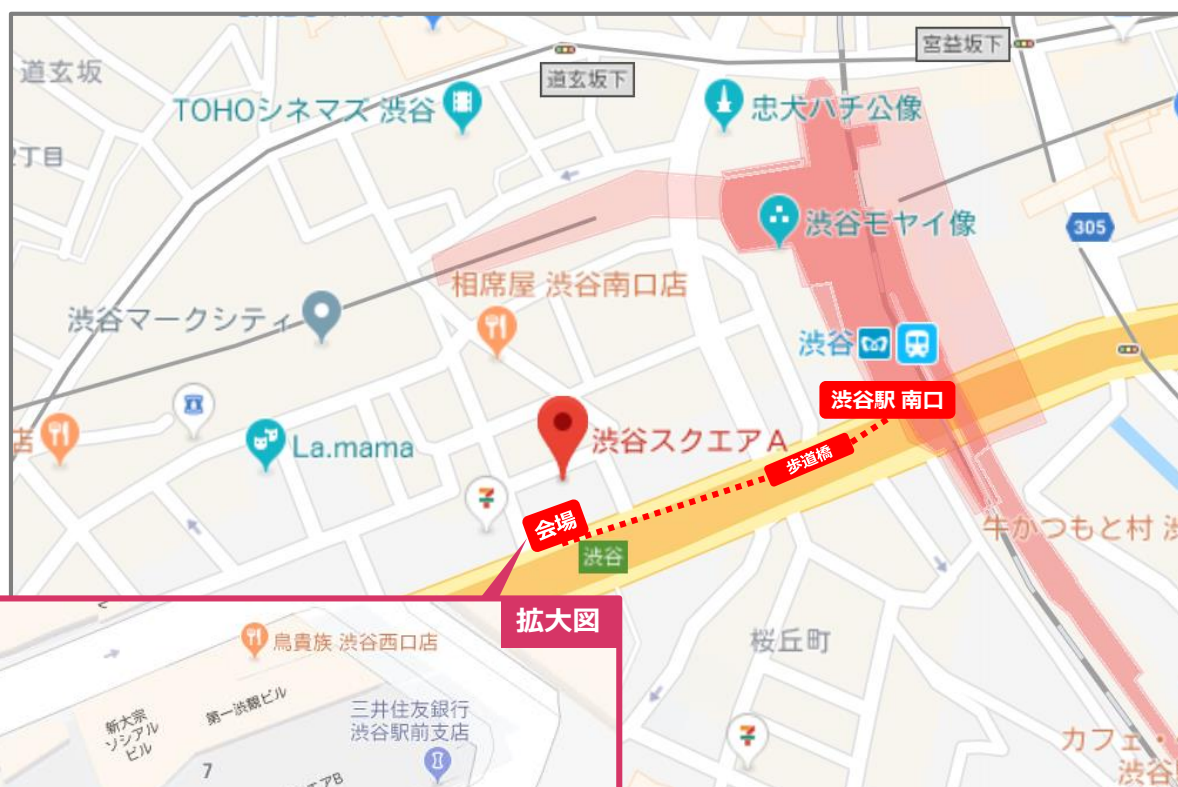 道玄坂
宮益坂下
道玄坂下
TOHOシネマズ 渋谷
忠犬ハチ公像
丁目
渋谷モヤイ像
305
相席屋 渋谷南口店
渋谷マークシティ
渋谷
渋谷駅 南口
店
La.mama
渋谷スクエアA
歩道橋
会場
渋谷
牛かつもと村 渋
拡大図
桜丘町
鳥貴族 渋谷西口店
新大宗
ソシアル
ビル
第一渋観ビル
三井住友銀行
渋谷駅前支店
7
エアB
カフェ・
渋谷